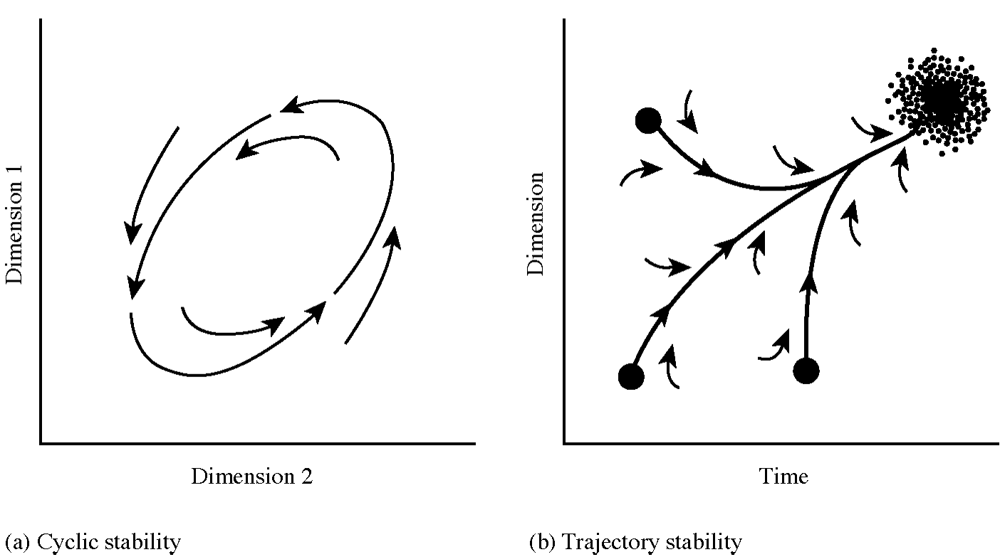 Dimension 1
Dimension 2
(a) Cyclic stability
Dimension
Time
(b) Trajectory stability